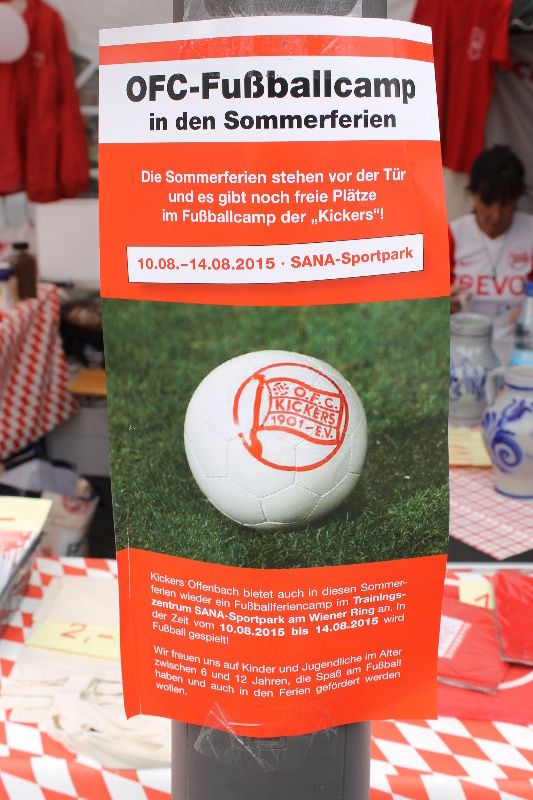 OFC-Fußballcamp
in den Sommerferien
Die Sommerferien stehen vor der Tür
und es gibt noch freie Plätze
im Fußballcamp der „Kickers“!
10.08.–14.08.2015 · SANA-Sportpark
O.F.C.
KICKERS
1901–E.V.
Kickers Offenbach bietet auch in diesen Sommer-
ferien wieder ein Fußballferiencamp im Trainings-
zentrum SANA-Sportpark am Wiener Ring an. In
der Zeit vom 10.08.2015 bis 14.08.2015 wird
Fußball gespielt!
Wir freuen uns auf Kinder und Jugendliche im Alter
zwischen 6 und 12 Jahren, die Spaß am Fußball
haben und auch in den Ferien gefördert werden
wollen.
EVO
2,-